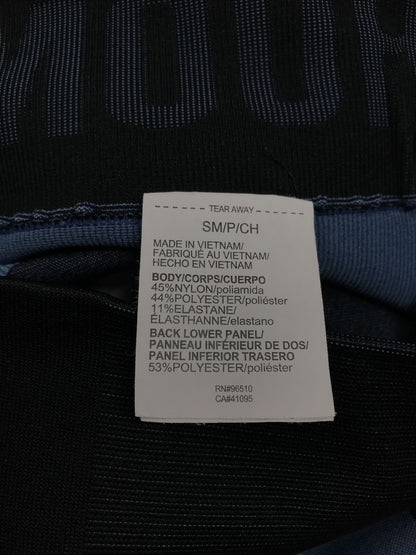 TEAR AWAY
SM/P/CH
MADE IN VIETNAM/
FABRIQUÉ AU VIETNAM/
HECHO EN VIETNAM
BODY/CORPS/CUERPO
45%NYLON/poliamida
44%POLYESTER/poliéster
11%ELASTANE/
ÉLASTHANNE/elastano
BACK LOWER PANEL/
PANNEAU INFÉRIEUR DE DOS/
PANEL INFERIOR TRASERO
53%POLYESTER/poliéster
RN#96510
CA#41095